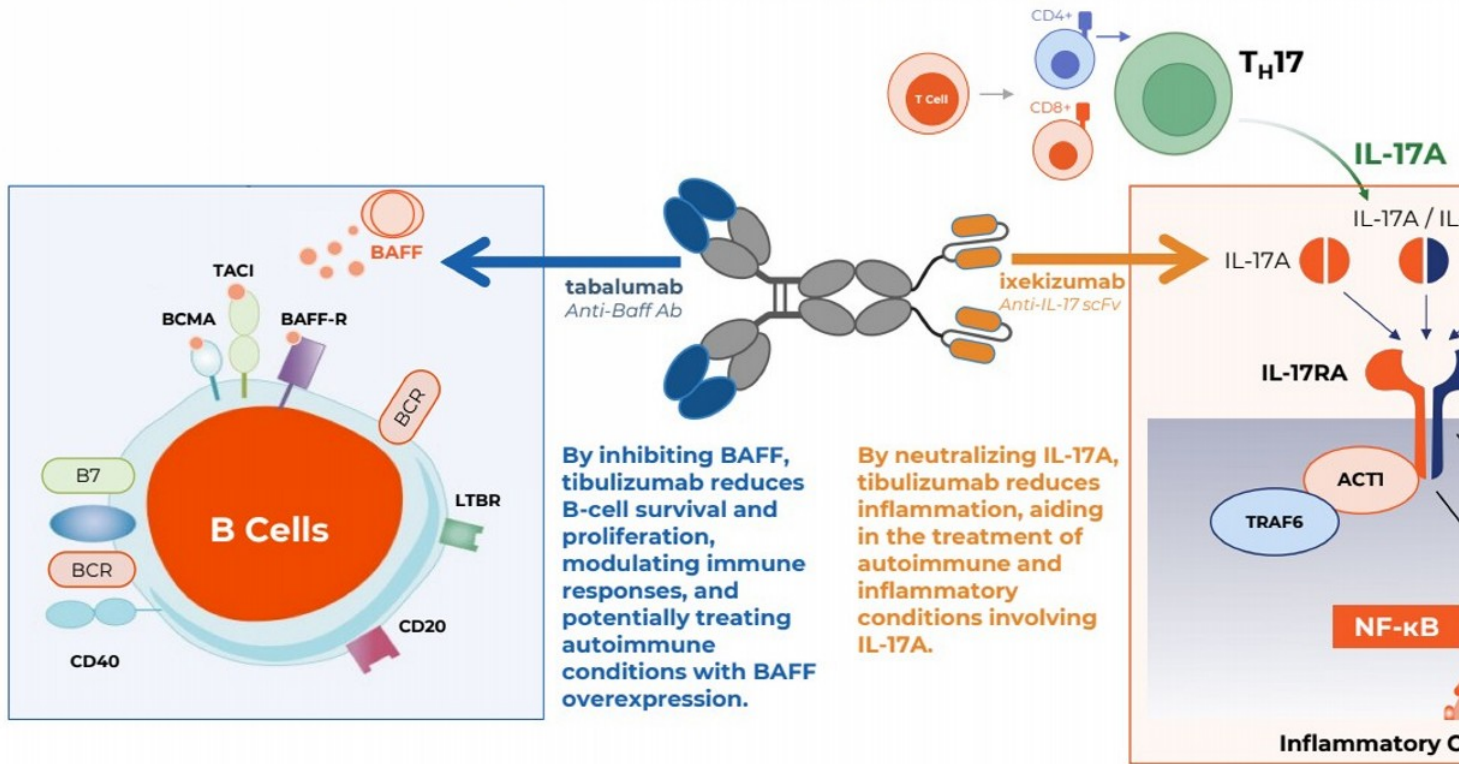 CD4+
T Cell
CD8+
T_H17
IL-17A
BAFF
TACI
BCMA
BAFF-R
BCR
B7
BCR
CD40
B Cells
LTBR
CD20
tabalumab
Anti-Baff Ab
ixekizumab
Anti-IL-17 scFv
By inhibiting BAFF,
tibulizumab reduces
B-cell survival and
proliferation,
modulating immune
responses, and
potentially treating
autoimmune
conditions with BAFF
overexpression.
By neutralizing IL-17A,
tibulizumab reduces
inflammation, aiding
in the treatment of
autoimmune and
inflammatory
conditions involving
IL-17A.
IL-17A / IL
IL-17A
IL-17RA
ACT1
TRAF6
NF-κB
Inflammatory C